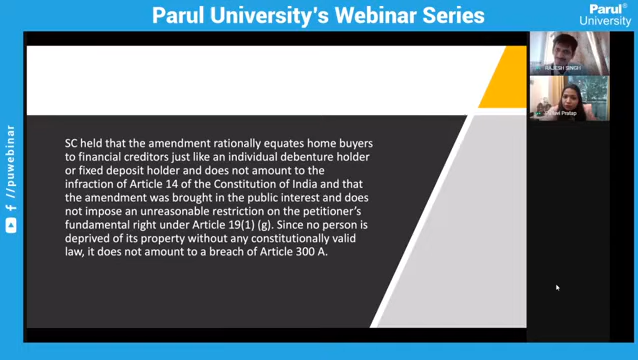 Parul University's Webinar Series
Parul®
University
RAJESH SINGH
Pratap
SC held that the amendment rationally equates home buyers
to financial creditors just like an individual debenture holder
or fixed deposit holder and does not amount to the
infraction of Article 14 of the Constitution of India and that
the amendment was brought in the public interest and does
not impose an unreasonable restriction on the petitioner's
fundamental right under Article 19(1) (g). Since no person is
deprived of its property without any constitutionally valid
law, it does not amount to a breach of Article 300 A.
//puwebinar